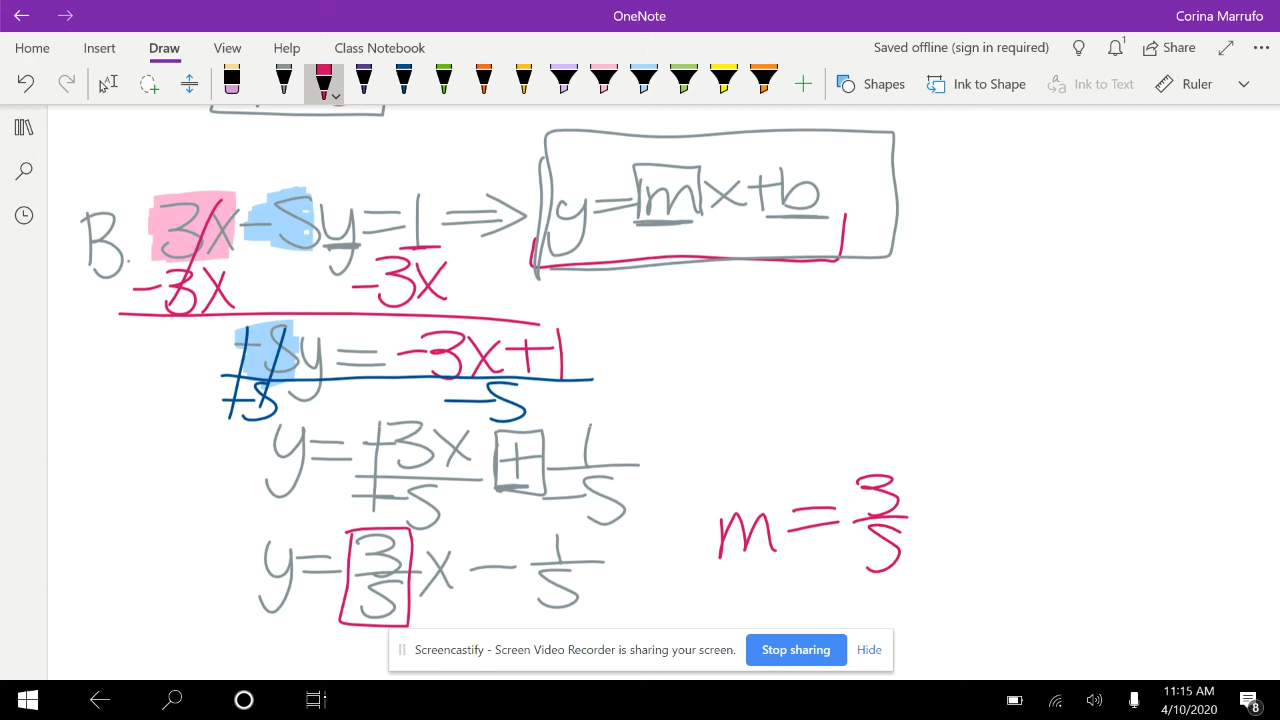 OneNote
Corina Marrufo
Home Insert Draw View Help Class Notebook
Saved offline (sign in required) 1 Share
Shapes Ink to Shape Ink to Text Ruler
B. 3x-5y=1 ⟹ y=mx+b
-3x -3x
-5y = -3x+1
-5 -5
y= -3x/-5 + 1/-5
y= 3/5 x - 1/5
m = 3/5
Screencastify - Screen Video Recorder is sharing your screen. Stop sharing Hide
11:15 AM
4/10/2020
8